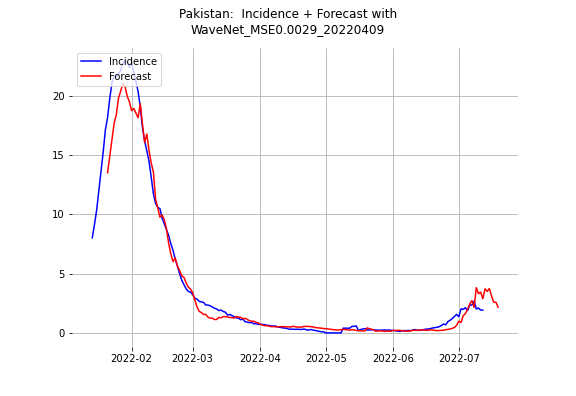 Pakistan:  Incidence + Forecast with
WaveNet_MSE0.0029_20220409
Incidence
Forecast
20
15
10
5
0
2022-02 2022-03 2022-04 2022-05 2022-06 2022-07